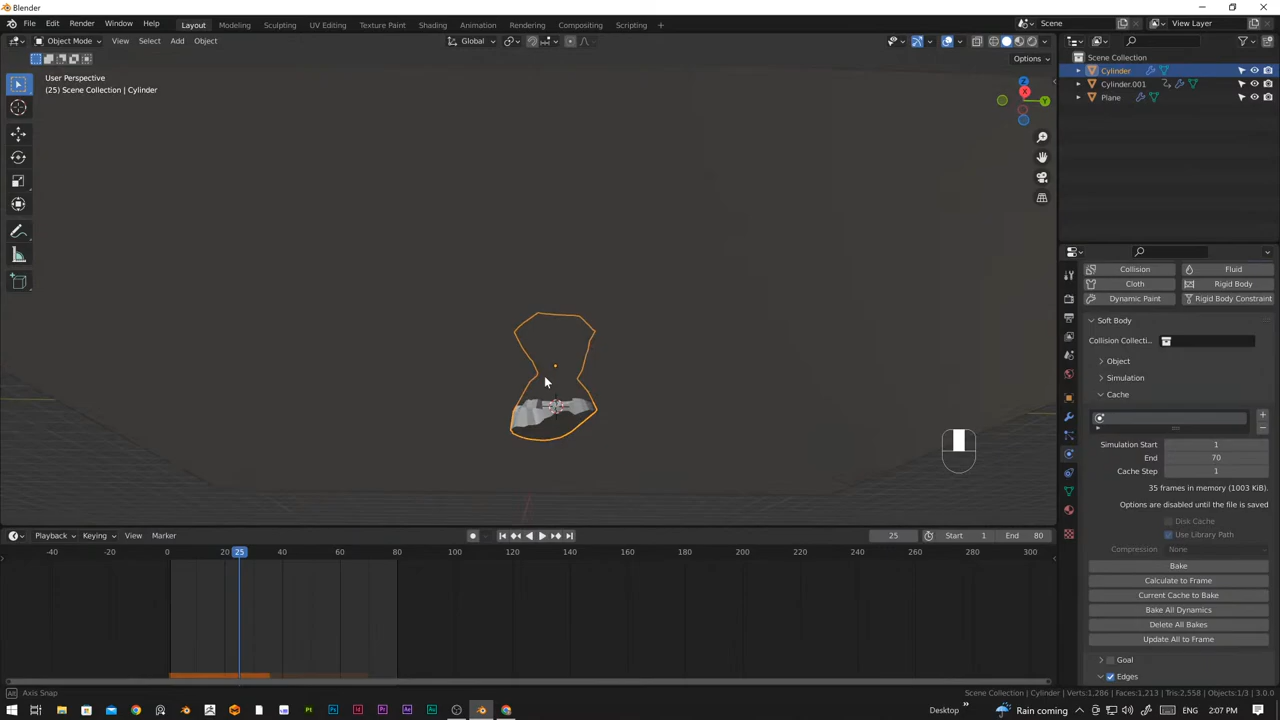 Blender
File Edit Render Window Help Layout Modeling Sculpting UV Editing Texture Paint Shading Animation Rendering Compositing Scripting + Scene View Layer
Object Mode View Select Add Object Global
Options
User Perspective
(25) Scene Collection | Cylinder
Z
X
Y
Scene Collection
Cylinder
Cylinder.001
Plane
Collision Fluid
Cloth Rigid Body
Dynamic Paint Rigid Body Constraint
Soft Body
Collision Collecti..
Object
Simulation
Cache
Simulation Start 1
End 70
Cache Step 1
35 frames in memory (1003 KiB).
Options are disabled until the file is saved
Disk Cache
Use Library Path
Compression None
Bake
Calculate to Frame
Current Cache to Bake
Bake All Dynamics
Delete All Bakes
Update All to Frame
Goal
Edges
Playback Keying View Marker 25 Start 1 End 80
-40 -20 0 20 25 40 60 80 100 120 140 160 180 200 220 240 260 280 300
Axis Snap
Scene Collection | Cylinder Verts:1,286 | Faces:1,213 | Tris:2,558 | Objects:1/3 | 3.0.0
Desktop Rain coming ENG 2:07 PM